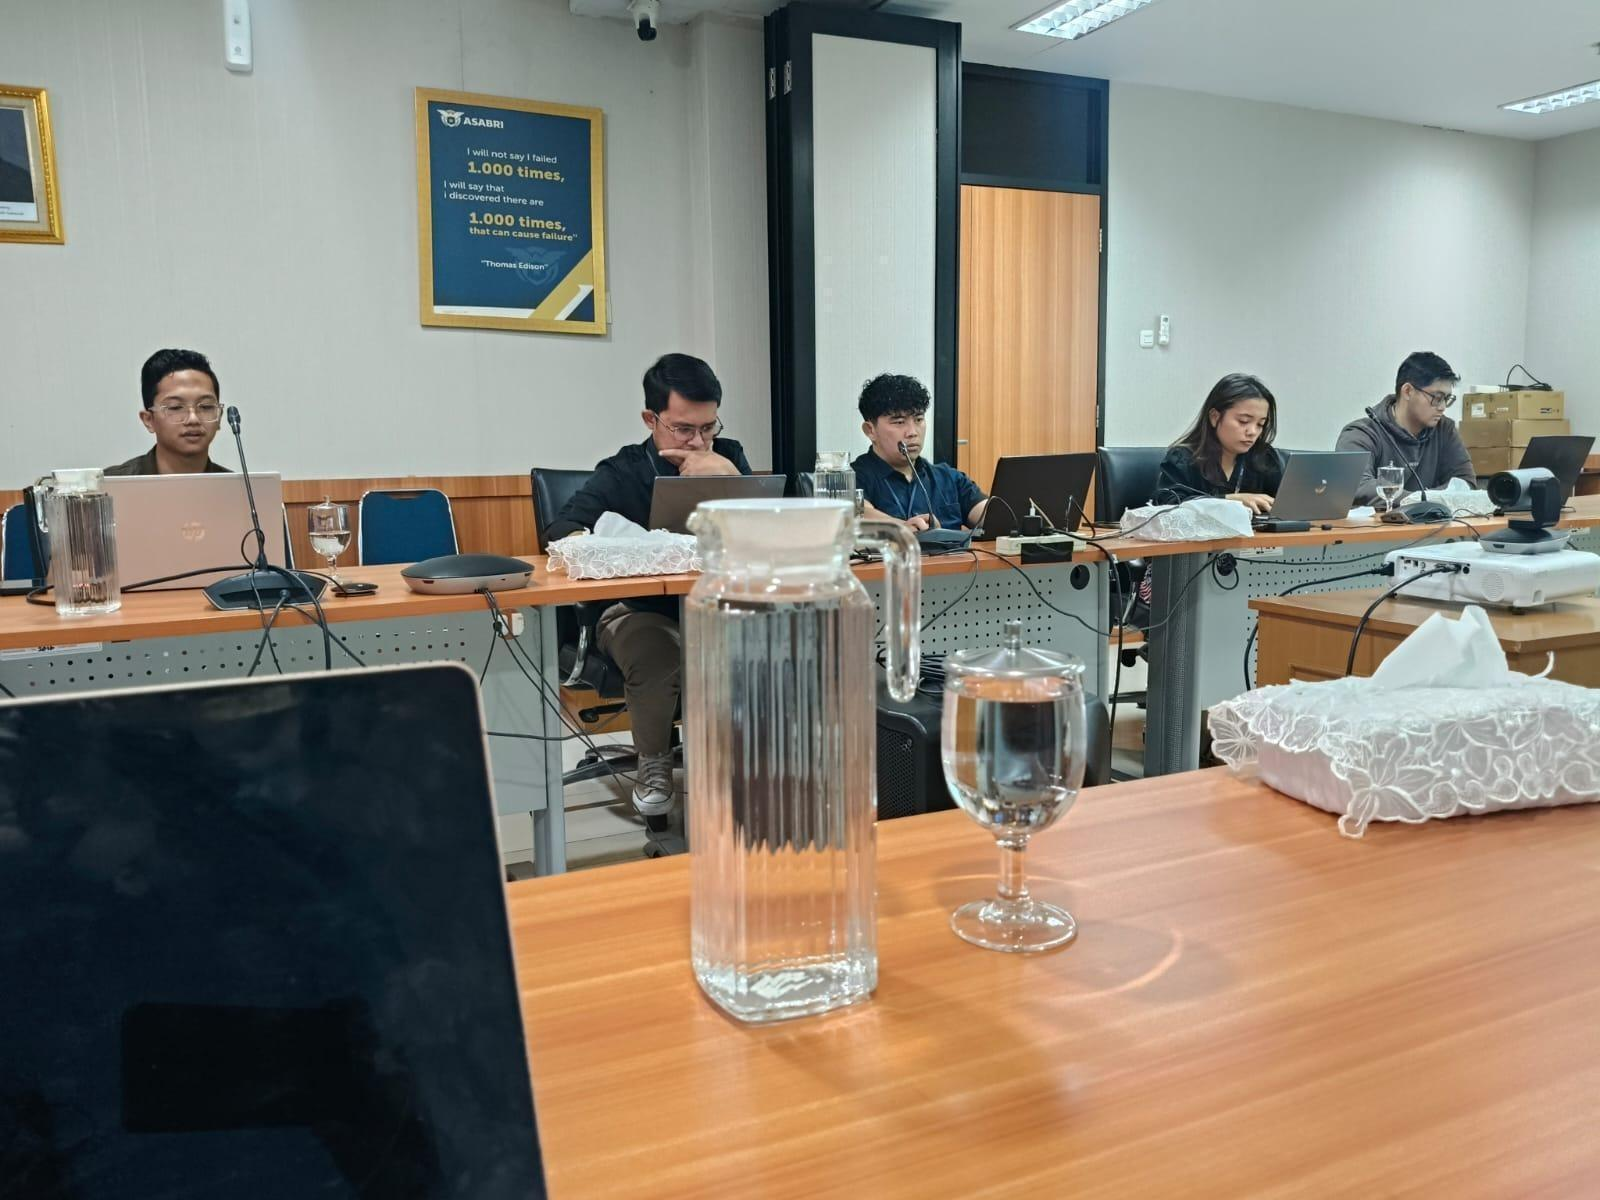 ASABRI
I will not say I failed
1.000 times,
I will say that
i discovered there are
1.000 times,
that can cause failure"
"Thomas Edison"
hp